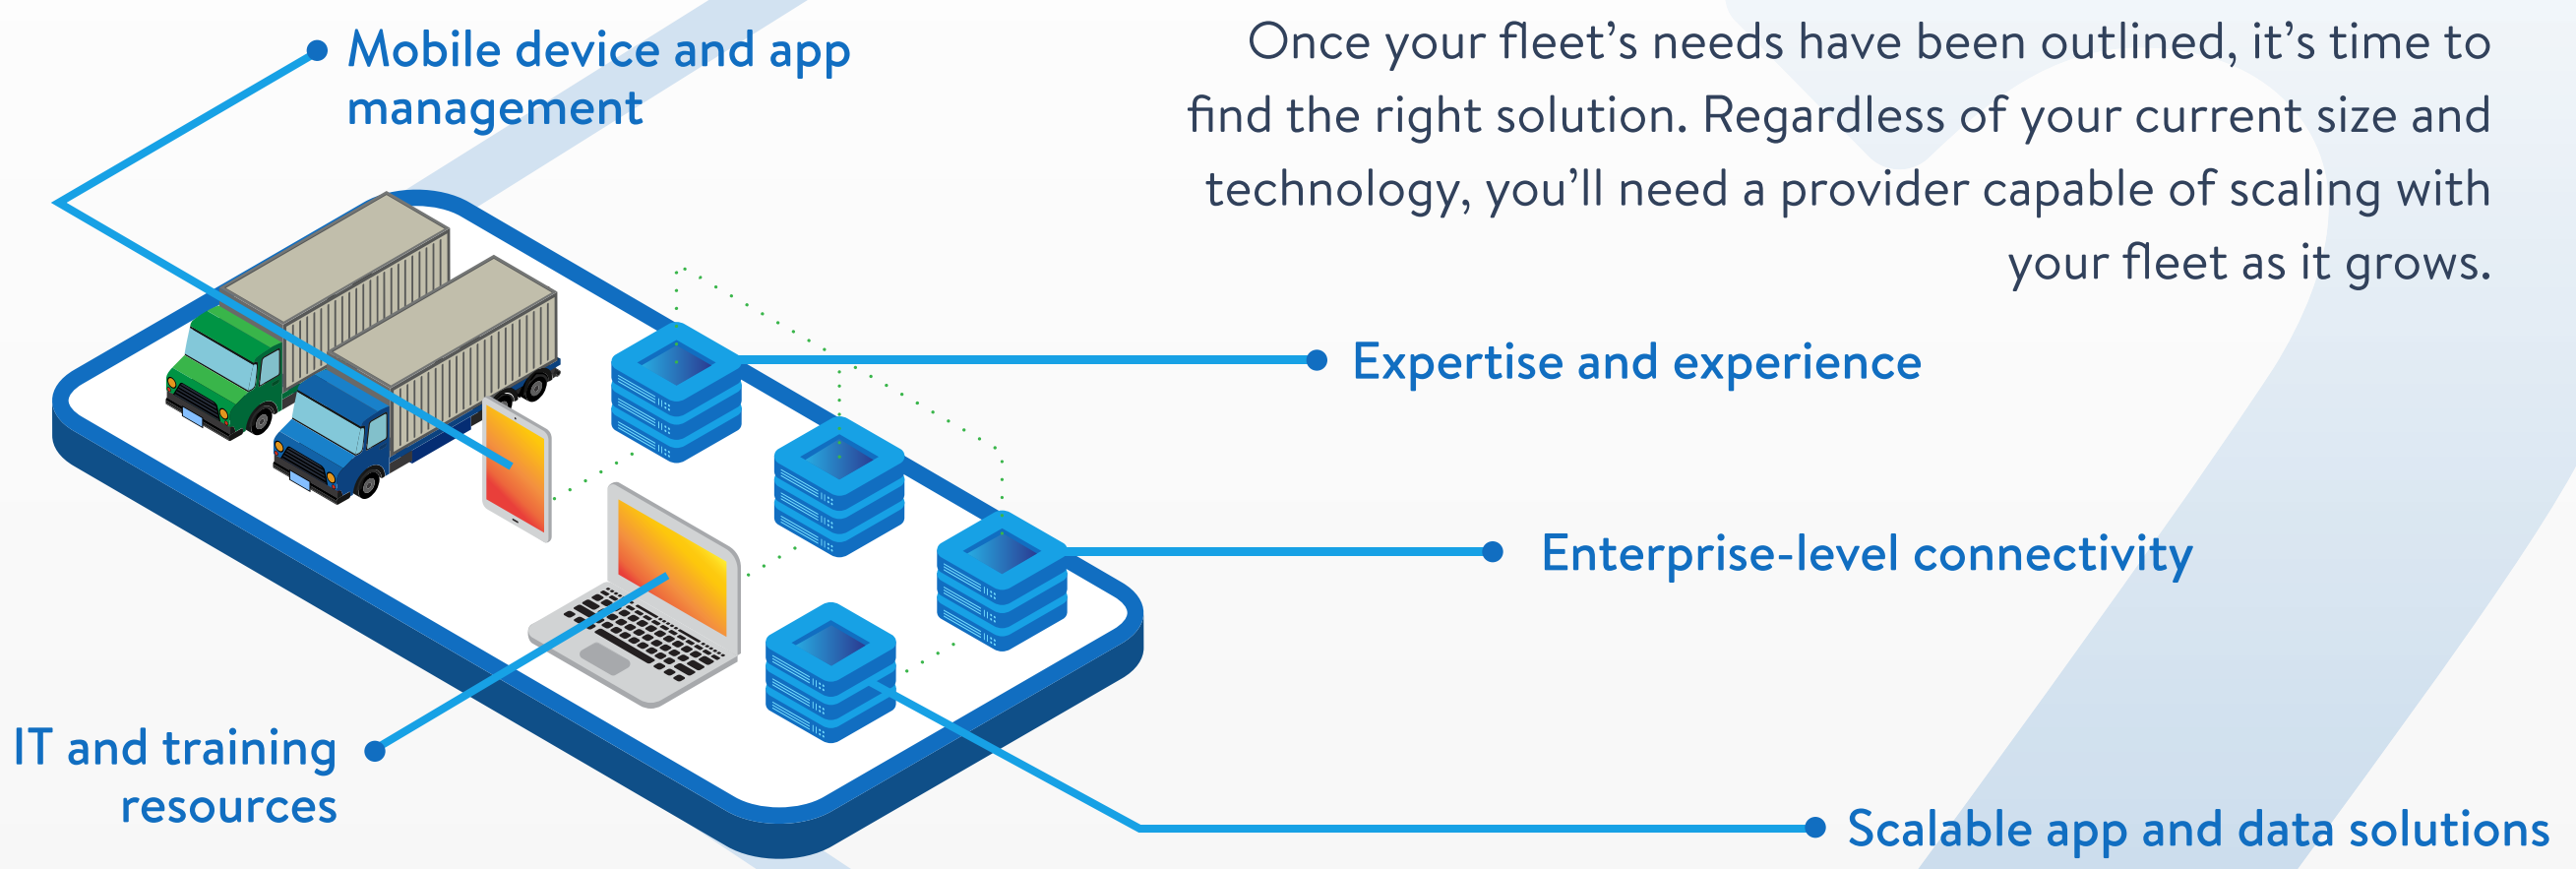 Mobile device and app
management
Once your fleet’s needs have been outlined, it’s time to
find the right solution. Regardless of your current size and
technology, you’ll need a provider capable of scaling with
your fleet as it grows.
Expertise and experience
Enterprise-level connectivity
IT and training
resources
Scalable app and data solutions